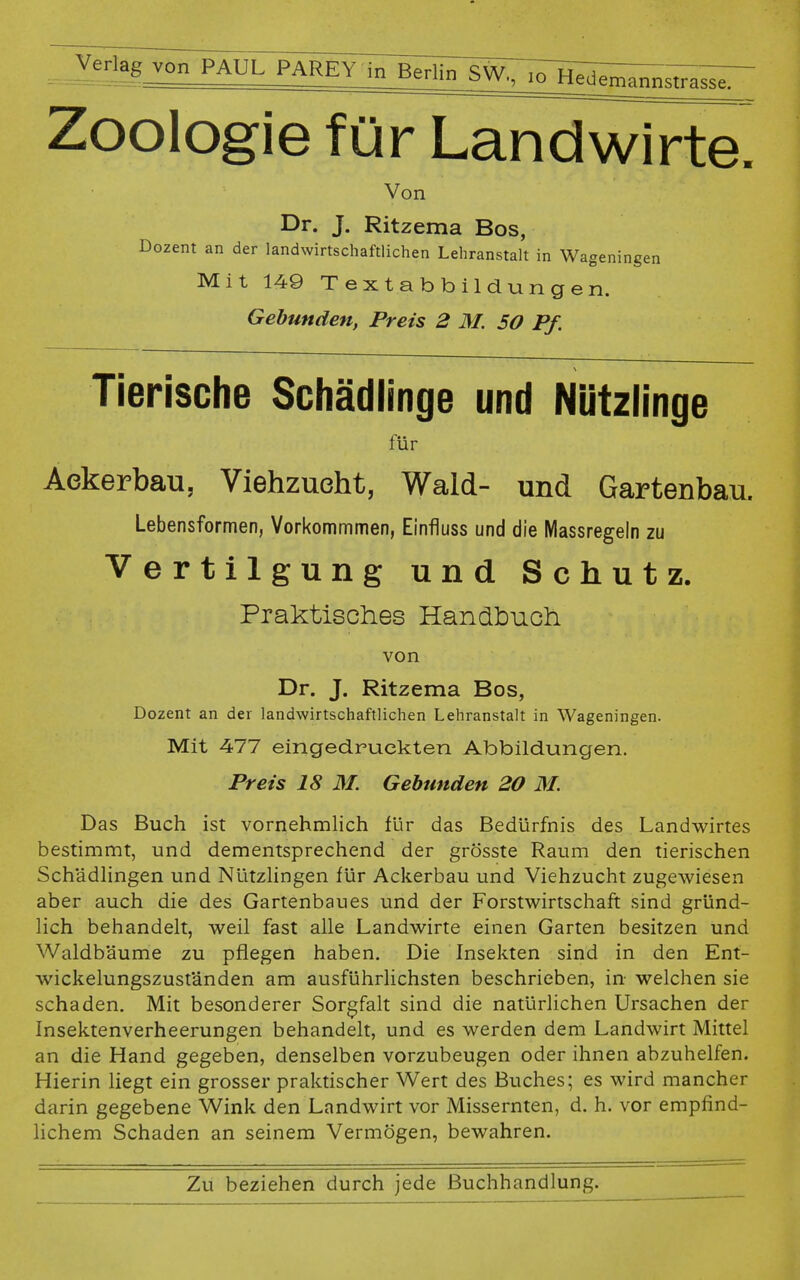 Verlag von PAUL PAREY in Berlin SW., 10 Hedemannstrasse.
Zoologie für Landwirte.
Von
Dr. J. Ritzema Bos,
Dozent an der landwirtschaftlichen Lehranstalt in Wageningen
Mit 149 Textabbildungen.
Gebunden, Preis 2 M. 50 Pf.
Tierische Schädlinge und Nützlinge
für
Ackerbau, Viehzucht, Wald- und Gartenbau.
Lebensformen, Vorkommmen, Einfluss und die Massregeln zu
Vertilgung und Schutz.
Praktisches Handbuch
von
Dr. J. Ritzema Bos,
Dozent an der landwirtschaftlichen Lehranstalt in Wageningen.
Mit 477 eingedruckten Abbildungen.
Preis 18 M. Gebunden 20 M.
Das Buch ist vornehmlich für das Bedürfnis des Landwirtes
bestimmt, und dementsprechend der grösste Raum den tierischen
Schädlingen und Nützlingen für Ackerbau und Viehzucht zugewiesen
aber auch die des Gartenbaues und der Forstwirtschaft sind gründ-
lich behandelt, weil fast alle Landwirte einen Garten besitzen und
Waldbäume zu pflegen haben. Die Insekten sind in den Ent-
wickelungszuständen am ausführlichsten beschrieben, in welchen sie
schaden. Mit besonderer Sorgfalt sind die natürlichen Ursachen der
Insektenverheerungen behandelt, und es werden dem Landwirt Mittel
an die Hand gegeben, denselben vorzubeugen oder ihnen abzuhelfen.
Hierin liegt ein grosser praktischer Wert des Buches; es wird mancher
darin gegebene Wink den Landwirt vor Missernten, d. h. vor empfind-
lichem Schaden an seinem Vermögen, bewahren.
Zu beziehen durch jede Buchhandlung.